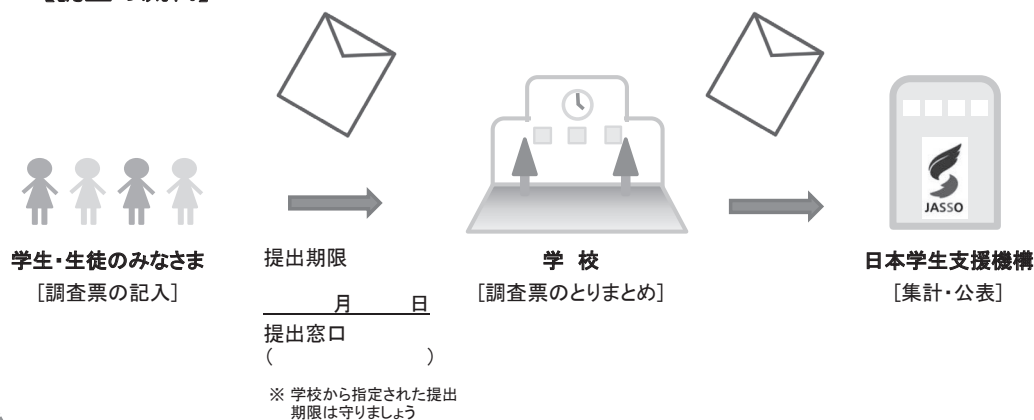 JASSO
学生・生徒のみなさま
[調査票の記入]
提出期限
月　　日
提出窓口
(　　　　　　)
※ 学校から指定された提出
期限は守りましょう
学 校
[調査票のとりまとめ]
日本学生支援機構
[集計・公表]